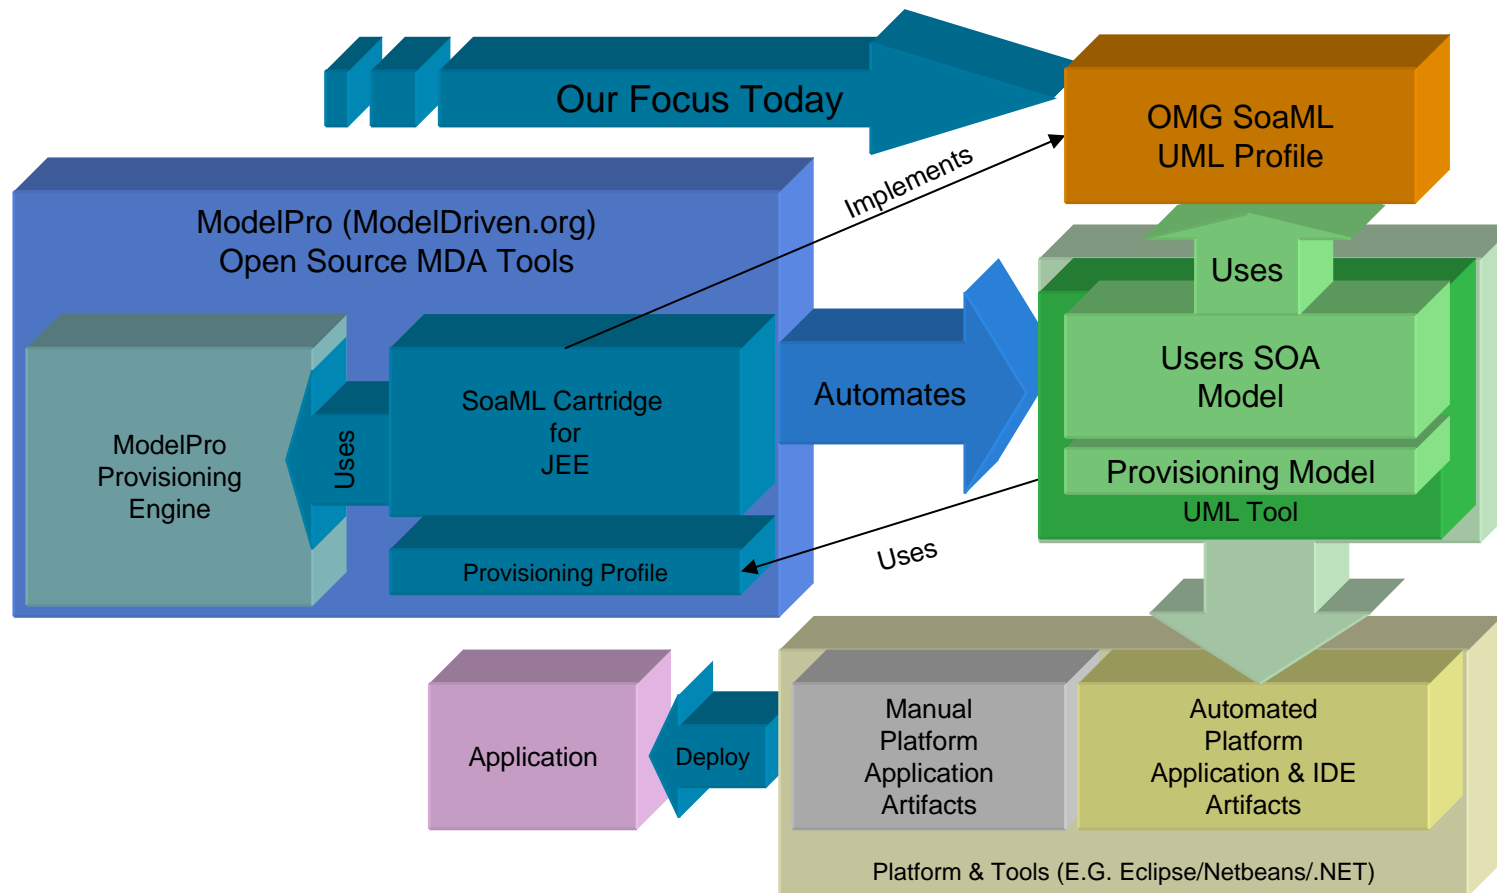 Our Focus Today
OMG SoaML
UML Profile
Implements
ModelPro (ModelDriven.org)
Open Source MDA Tools
Uses
Automates
Users SOA
Model
SoaML Cartridge
for
JEE
Uses
ModelPro
Provisioning
Engine
Provisioning Model
UML Tool
Uses
Provisioning Profile
Application
Deploy
Manual
Platform
Application
Artifacts
Automated
Platform
Application & IDE
Artifacts
Platform & Tools (E.G. Eclipse/Netbeans/.NET)